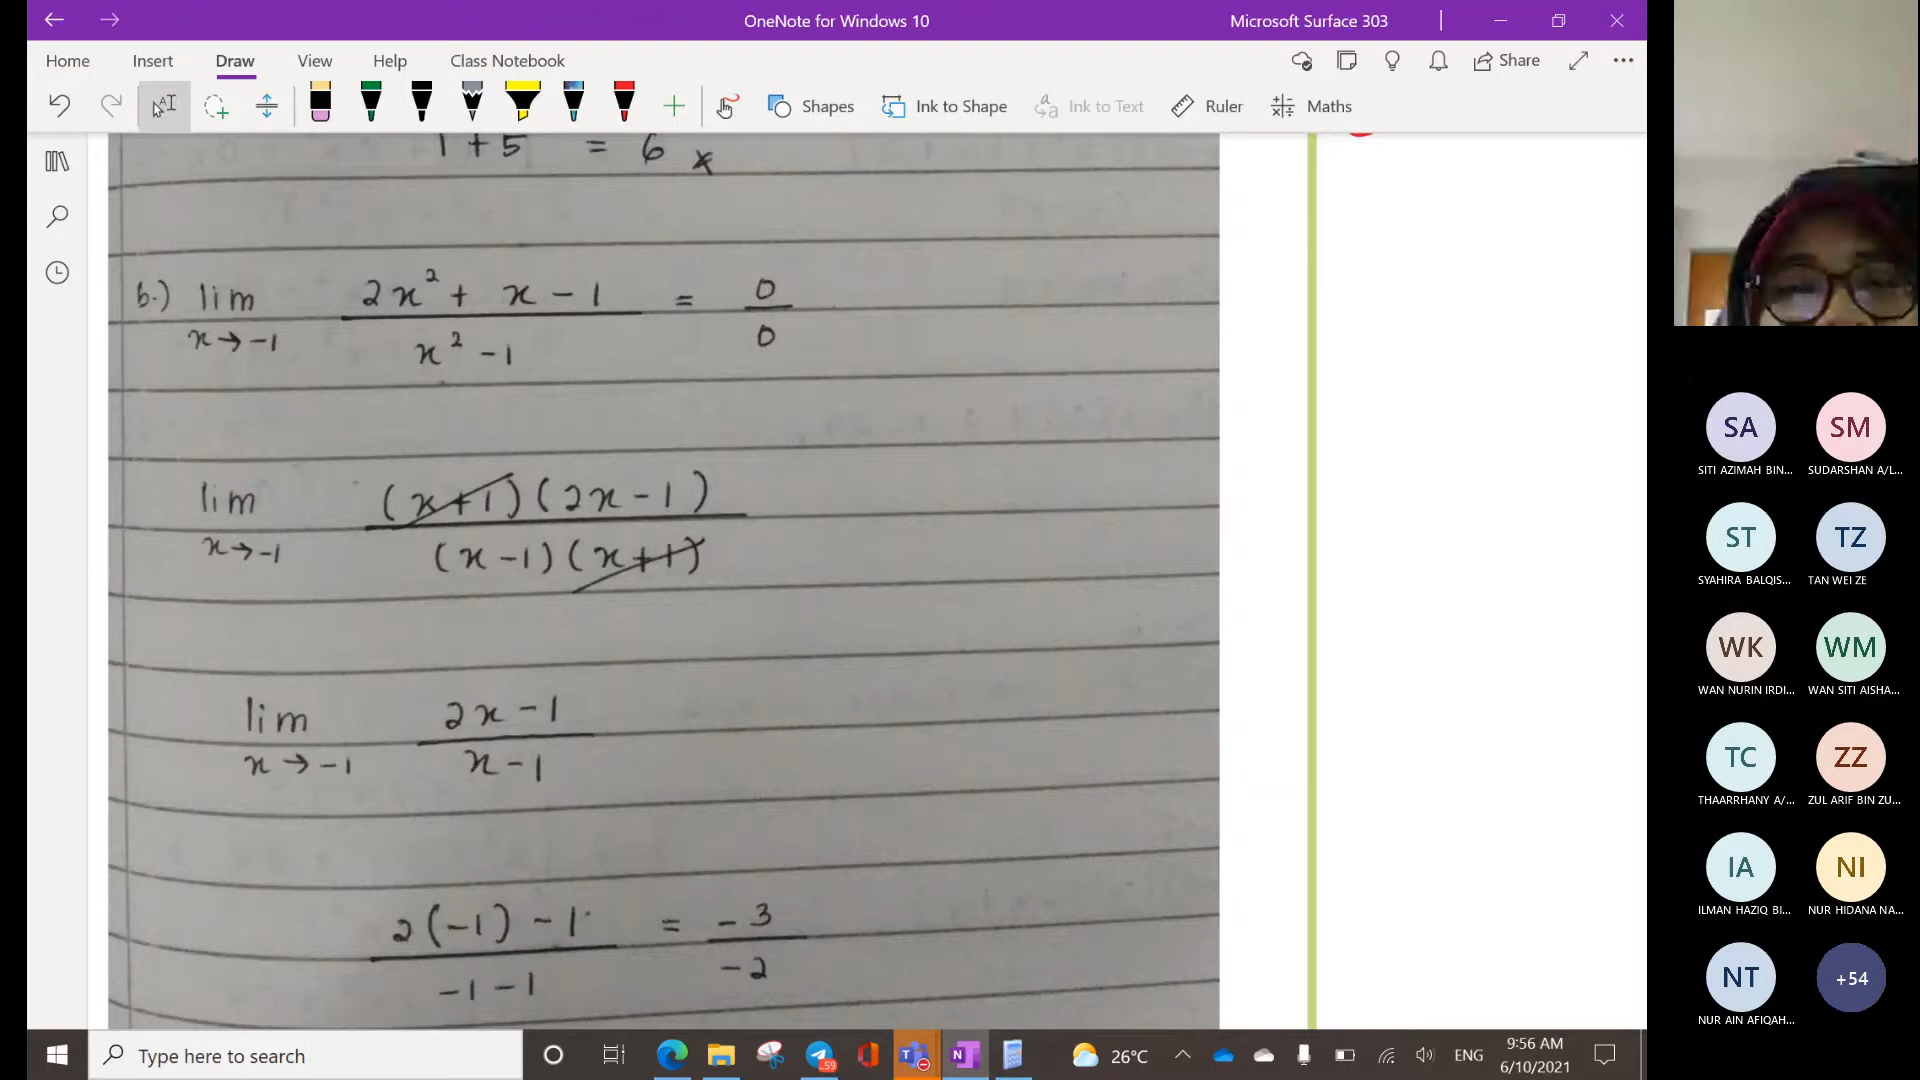 OneNote for Windows 10
Microsoft Surface 303
Home Insert Draw View Help Class Notebook
Share
Shapes Ink to Shape Ink to Text Ruler Maths
1 + 5 = 6
b.) lim 2x² + x - 1 = 0
x → -1 x² - 1 0
lim (x+1)(2x-1)
x → -1 (x-1)(x+1)
lim 2x - 1
x → -1 x - 1
2(-1) - 1 = -3
-1 - 1 -2
SA SM
SITI AZIMAH BIN... SUDARSHAN A/L...
ST TZ
SYAHIRA BALQIS... TAN WEI ZE
WK WM
WAN NURIN IRDI... WAN SITI AISHA...
TC ZZ
THAARRHANY A/... ZUL ARIF BIN ZU...
IA NI
ILMAN HAZIQ BI... NUR HIDANA NA...
NT +54
NUR AIN AFIQAH...
Type here to search
59
26°C
ENG
9:56 AM
6/10/2021